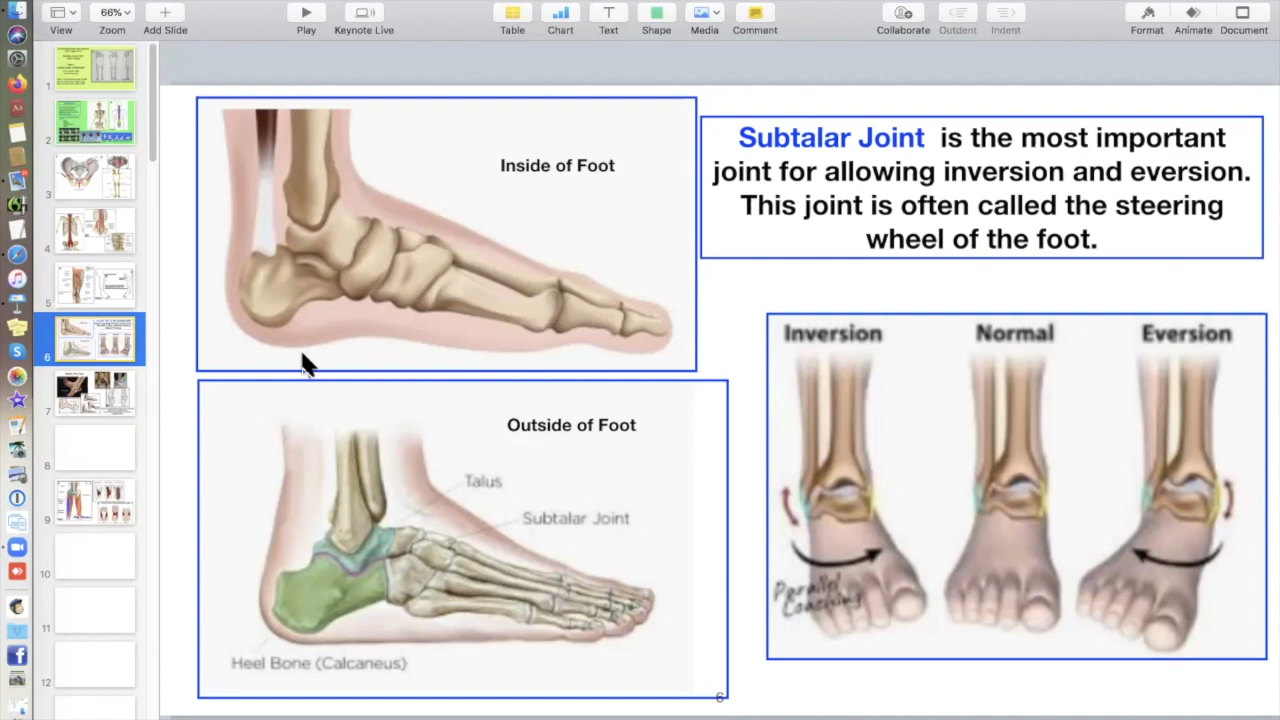 View
66%
Zoom
Add Slide
Play
Keynote Live
Table
Chart
Text
Shape
Media
Comment
Collaborate
Outdent
Indent
Format
Animate
Document
1
2
3
4
5
6
7
8
9
10
11
12
Inside of Foot
Subtalar Joint is the most important
joint for allowing inversion and eversion.
This joint is often called the steering
wheel of the foot.
Outside of Foot
Talus
Subtalar Joint
Heel Bone (Calcaneus)
Inversion
Normal
Eversion
Parallel
Coaching
6